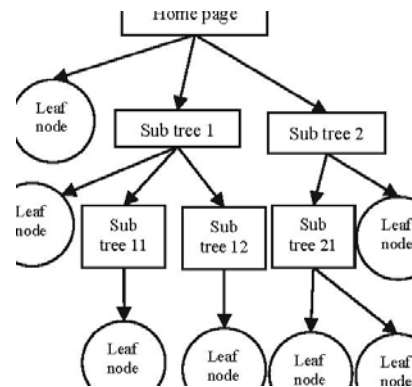 Home page
Leaf
node
Sub tree 1
Sub tree 2
Leaf
node
Sub
tree 11
Sub
tree 12
Sub
tree 21
Leaf
node
Leaf
node
Leaf
node
Leaf
node
Leaf
node